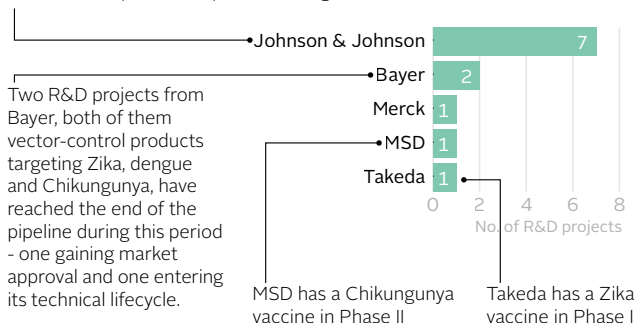 Johnson & Johnson 7
Bayer 2
Merck 1
MSD 1
Takeda 1
0 2 4 6 8
No. of R&D projects
Two R&D projects from
Bayer, both of them
vector-control products
targeting Zika, dengue
and Chikungunya, have
reached the end of the
pipeline during this period
- one gaining market
approval and one entering
its technical lifecycle.
MSD has a Chikungunya
vaccine in Phase II
Takeda has a Zika
vaccine in Phase I